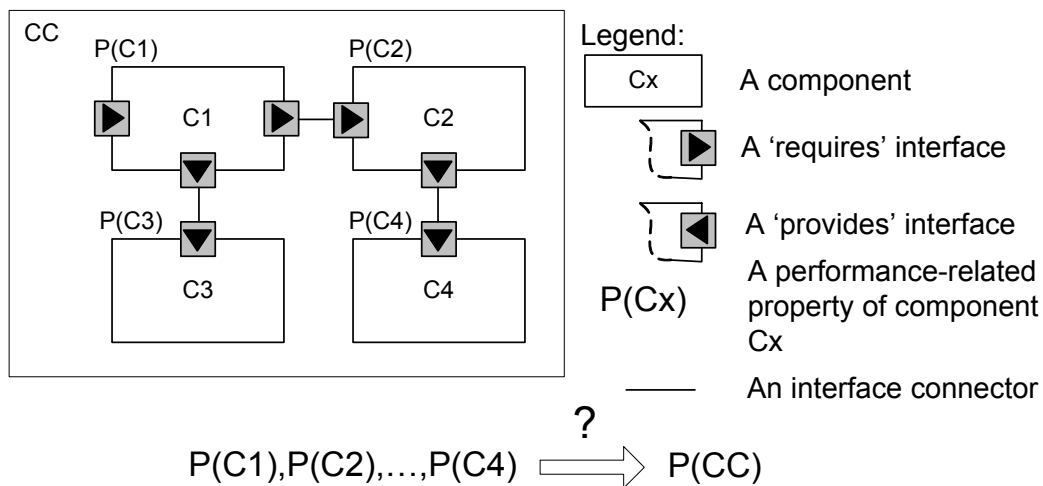 CC
P(C1)
P(C2)
C1
C2
P(C3)
P(C4)
C3
C4
Legend:
Cx
A component
A ‘requires’ interface
A ‘provides’ interface
P(Cx)
A performance-related
property of component
Cx
An interface connector
?
P(C1),P(C2),…,P(C4)
P(CC)